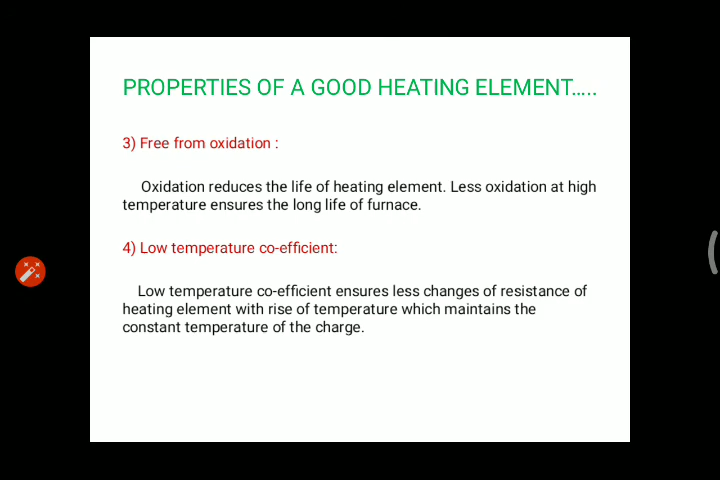 PROPERTIES OF A GOOD HEATING ELEMENT.....
3) Free from oxidation :
Oxidation reduces the life of heating element. Less oxidation at high
temperature ensures the long life of furnace.
4) Low temperature co-efficient:
Low temperature co-efficient ensures less changes of resistance of
heating element with rise of temperature which maintains the
constant temperature of the charge.